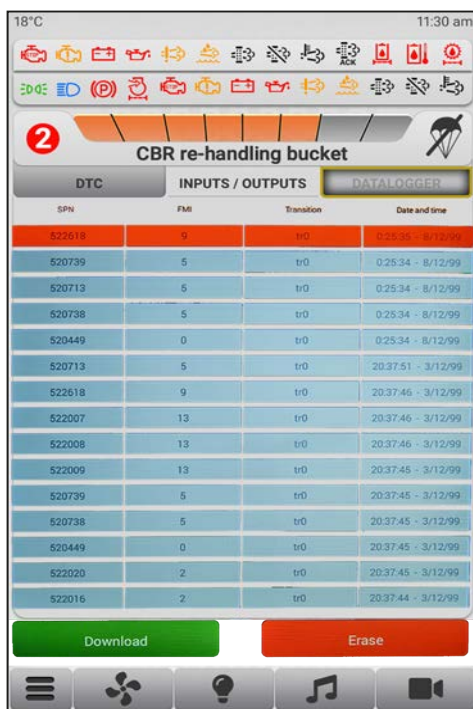 18°C 11:30 am
STOP STOP
ACK
STOP
2
CBR re-handling bucket
DTC INPUTS / OUTPUTS DATALOGGER
SPN FMI Transition Date and time
522618 9 tr0 0:25:35 - 8/12/99
520739 5 tr0 0:25:34 - 8/12/99
520713 5 tr0 0:25:34 - 8/12/99
520738 5 tr0 0:25:34 - 8/12/99
520449 0 tr0 0:25:34 - 8/12/99
520713 5 tr0 20:37:51 - 3/12/99
522618 9 tr0 20:37:46 - 3/12/99
522007 13 tr0 20:37:46 - 3/12/99
522008 13 tr0 20:37:46 - 3/12/99
522009 13 tr0 20:37:45 - 3/12/99
520739 5 tr0 20:37:45 - 3/12/99
520738 5 tr0 20:37:45 - 3/12/99
520449 0 tr0 20:37:45 - 3/12/99
522020 2 tr0 20:37:45 - 3/12/99
522016 2 tr0 20:37:44 - 3/12/99
Download Erase